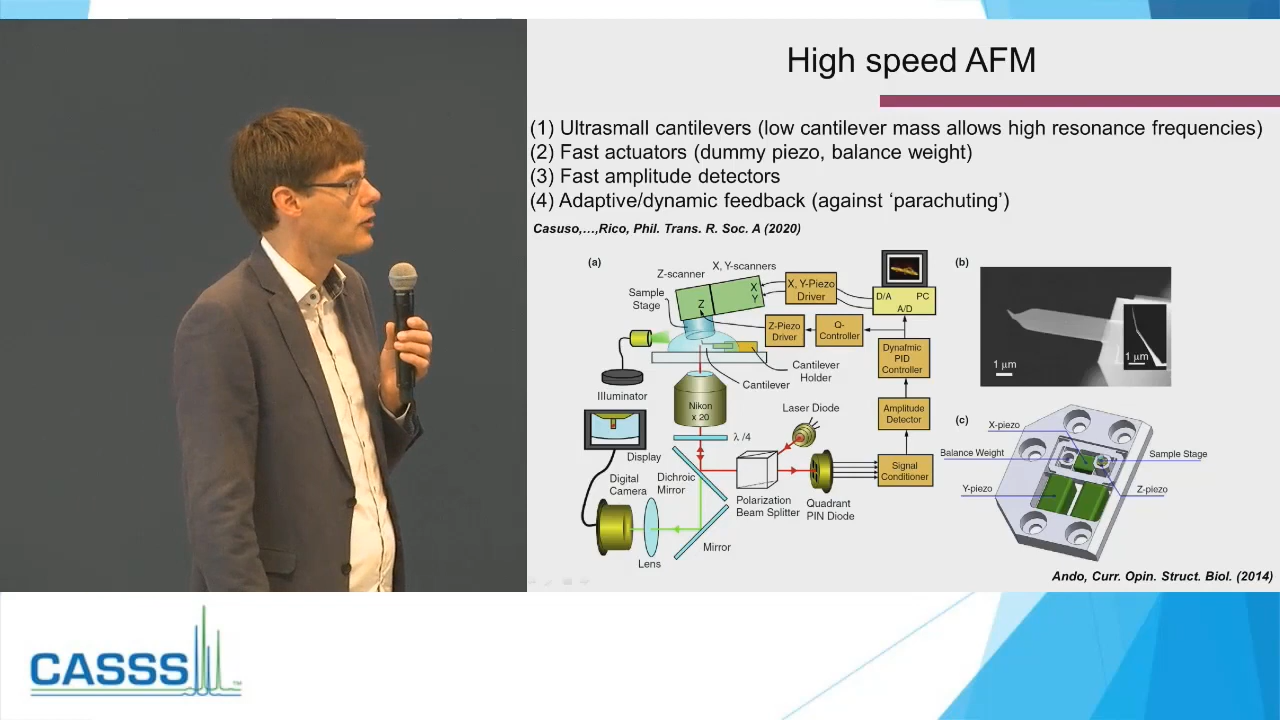 High speed AFM
(1) Ultrasmall cantilevers (low cantilever mass allows high resonance frequencies)
(2) Fast actuators (dummy piezo, balance weight)
(3) Fast amplitude detectors
(4) Adaptive/dynamic feedback (against ‘parachuting’)
Casuso,…,Rico, Phil. Trans. R. Soc. A (2020)
(a)
X, Y-scanners
Z-scanner
Sample
Stage
X
Y
Z
X, Y-Piezo
Driver
D/A PC
A/D
Z-Piezo
Driver
Q-
Controller
Dynafmic
PID
Controller
Cantilever
Holder
Cantilever
Illuminator
Nikon
x 20
Laser Diode
Amplitude
Detector
λ /4
Display
Dichroic
Mirror
Digital
Camera
Polarization
Beam Splitter
Quadrant
PIN Diode
Signal
Conditioner
Mirror
Lens
(b)
1 μm
1 μm
(c)
X-piezo
Balance Weight
Sample Stage
Y-piezo
Z-piezo
Ando, Curr. Opin. Struct. Biol. (2014)
CASSS
TM